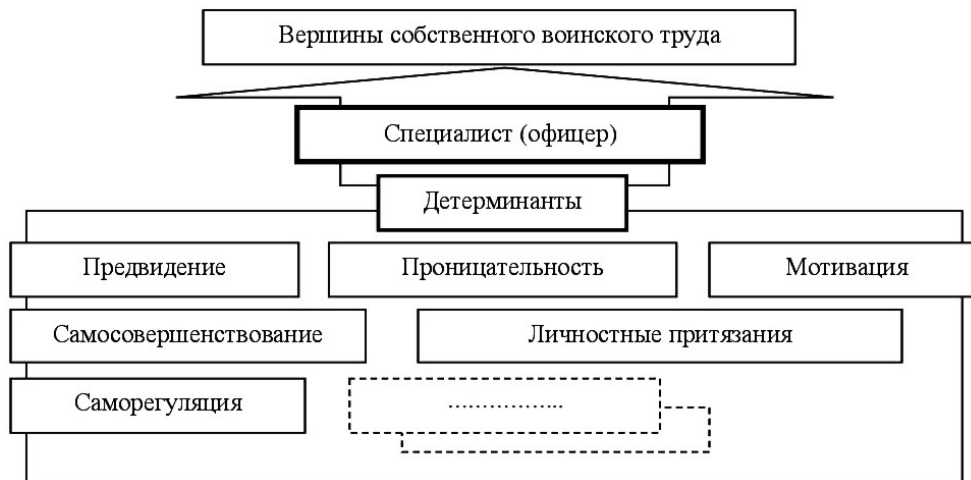 Вершины собственного воинского труда
Специалист (офицер)
Детерминанты
Предвидение
Проницательность
Мотивация
Самосовершенствование
Личностные притязания
Саморегуляция
……………..